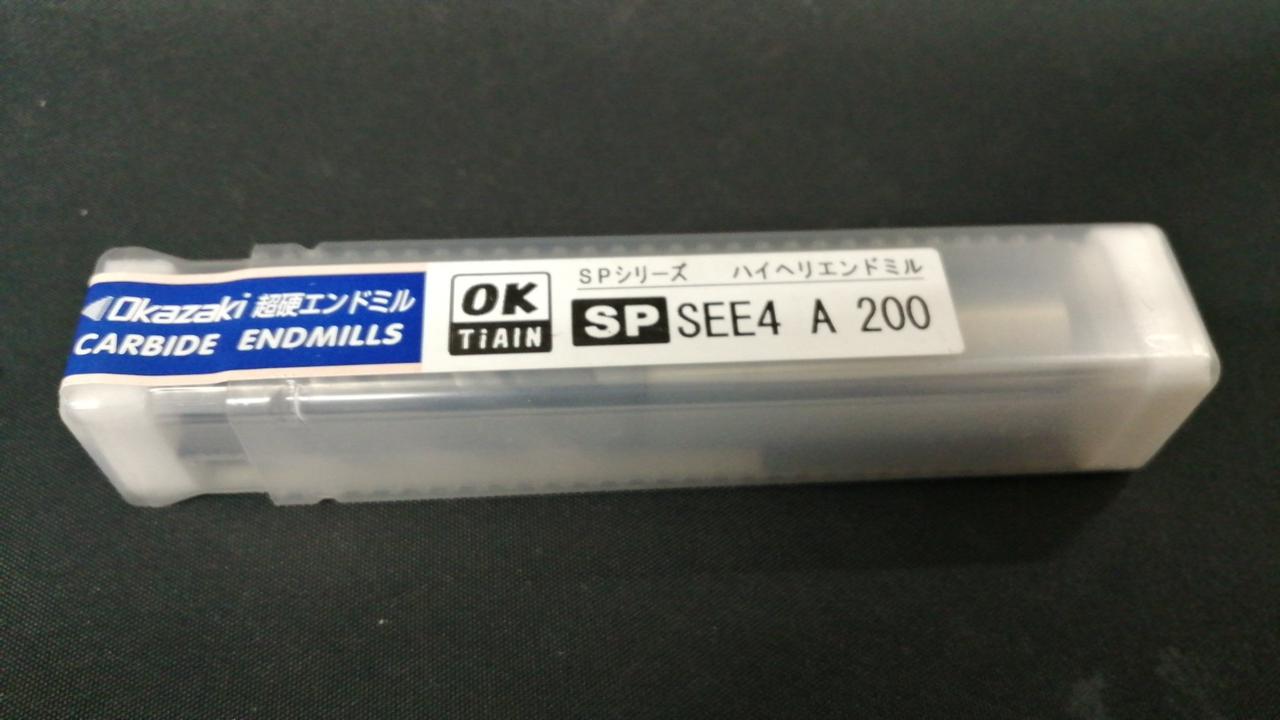 Okazaki 超硬エンドミル
CARBIDE ENDMILLS
OK
TiAlN
SPシリーズ ハイヘリエンドミル
SP SEE4 A 200